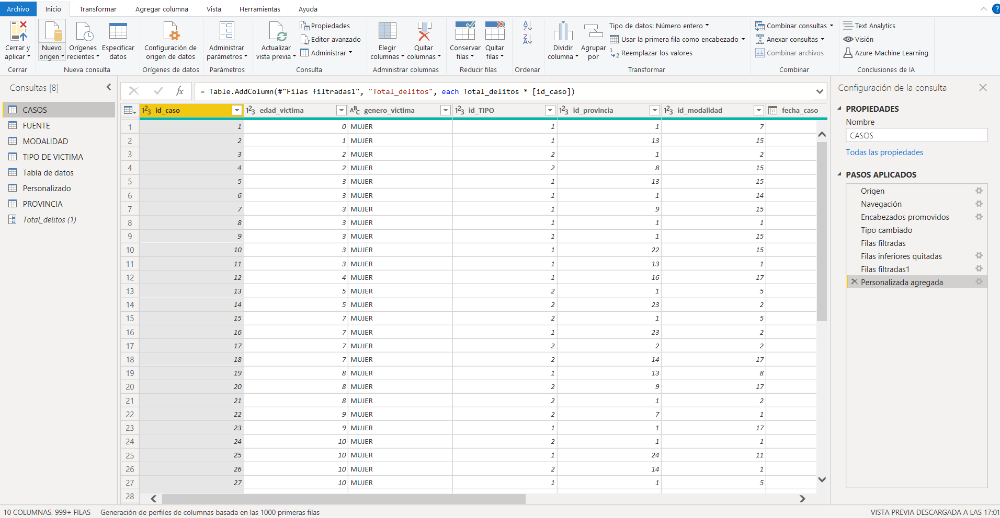 Archivo Inicio Transformar Agregar columna Vista Herramientas Ayuda
Cerrar y aplicar
Cerrar
Nuevo origen
Orígenes recientes
Especificar datos
Nueva consulta
Configuración de origen de datos
Orígenes de datos
Administrar parámetros
Parámetros
Actualizar vista previa
Propiedades
Editor avanzado
Administrar
Consulta
Elegir columnas
Quitar columnas
Administrar columnas
Conservar filas
Quitar filas
Reducir filas
Ordenar
Dividir columna
Agrupar por
Tipo de datos: Número entero
Usar la primera fila como encabezado
Reemplazar los valores
Transformar
Combinar consultas
Anexar consultas
Combinar archivos
Combinar
Text Analytics
Visión
Azure Machine Learning
Conclusiones de IA
Consultas [8]
CASOS
FUENTE
MODALIDAD
TIPO DE VICTIMA
Tabla de datos
Personalizado
PROVINCIA
Total_delitos (1)
fx = Table.AddColumn(#"Filas filtradas1", "Total_delitos", each Total_delitos * [id_caso])
123 id_caso 123 edad_victima ABC genero_victima 123 id_TIPO 123 id_provincia 123 id_modalidad fecha_caso
1 1 0 MUJER 1 1 7
2 2 1 MUJER 1 13 15
3 3 2 MUJER 2 1 2
4 4 2 MUJER 2 8 15
5 5 3 MUJER 1 13 15
6 6 3 MUJER 1 1 14
7 7 3 MUJER 1 9 15
8 8 3 MUJER 1 1 1
9 9 3 MUJER 1 1 15
10 10 3 MUJER 1 22 15
11 11 3 MUJER 1 13 1
12 12 4 MUJER 1 16 17
13 13 5 MUJER 2 1 5
14 14 5 MUJER 2 23 2
15 15 7 MUJER 2 1 5
16 16 7 MUJER 1 23 2
17 17 7 MUJER 2 2 2
18 18 7 MUJER 2 14 17
19 19 8 MUJER 1 13 8
20 20 8 MUJER 2 9 17
21 21 8 MUJER 2 1 2
22 22 9 MUJER 2 7 1
23 23 9 MUJER 1 1 17
24 24 10 MUJER 2 1 1
25 25 10 MUJER 1 24 11
26 26 10 MUJER 2 14 1
27 27 10 MUJER 1 1 5
28
Configuración de la consulta
PROPIEDADES
Nombre
CASOS
Todas las propiedades
PASOS APLICADOS
Origen
Navegación
Encabezados promovidos
Tipo cambiado
Filas filtradas
Filas inferiores quitadas
Filas filtradas1
Personalizada agregada
10 COLUMNAS, 999+ FILAS Generación de perfiles de columnas basada en las 1000 primeras filas VISTA PREVIA DESCARGADA A LAS 17:01